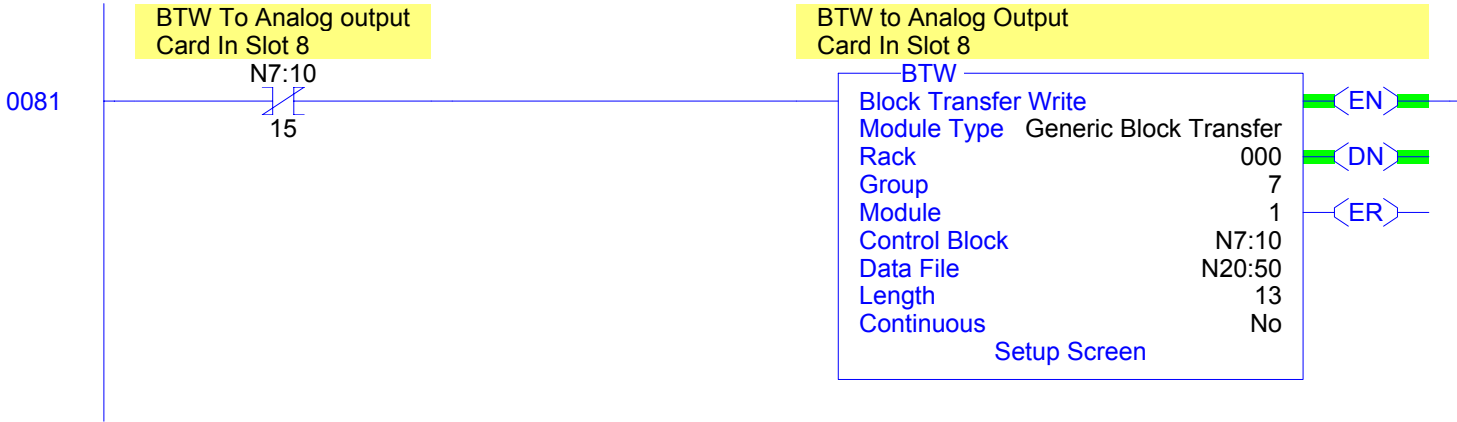 BTW To Analog output
Card In Slot 8
BTW to Analog Output
Card In Slot 8
N7:10
BTW
0081
15
Block Transfer Write
EN
Module Type Generic Block Transfer
Rack 000
DN
Group 7
Module 1
ER
Control Block N7:10
Data File N20:50
Length 13
Continuous No
Setup Screen